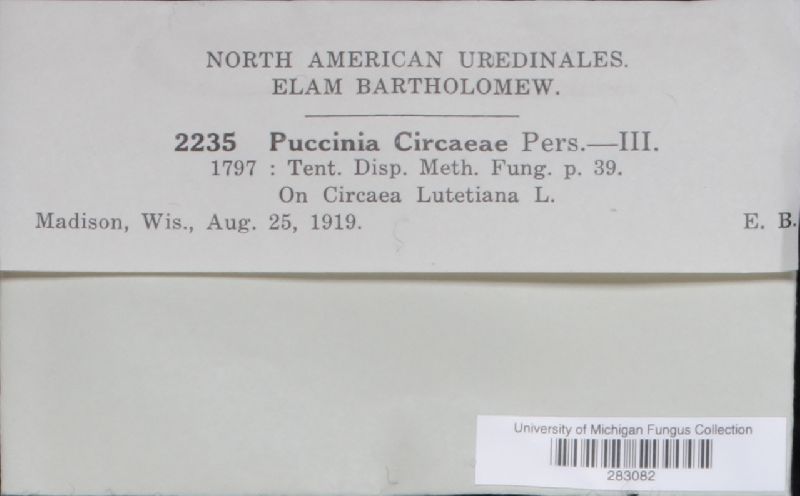 NORTH AMERICAN UREDINALES.
ELAM BARTHOLOMEW.
2235 Puccinia Circaeae Pers.—III.
1797 : Tent. Disp. Meth. Fung. p. 39.
On Circaea Lutetiana L.
Madison, Wis., Aug. 25, 1919. E. B.
University of Michigan Fungus Collection
283082